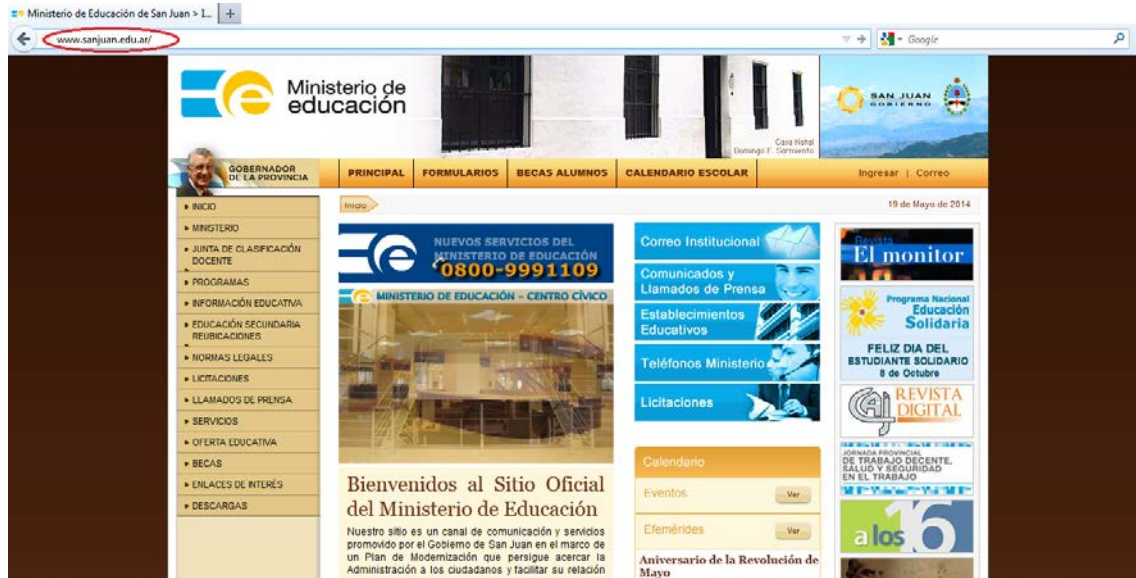 Ministerio de Educación de San Juan > I...
www.sanjuan.edu.ar/
Google
Ministerio de
educación
Casa Natal
Domingo F. Sarmiento
SAN JUAN
GOBIERNO
GOBERNADOR
DE LA PROVINCIA
PRINCIPAL
FORMULARIOS
BECAS ALUMNOS
CALENDARIO ESCOLAR
Ingresar | Correo
INICIO
MINISTERIO
JUNTA DE CLASIFICACIÓN
DOCENTE
PROGRAMAS
INFORMACIÓN EDUCATIVA
EDUCACIÓN SECUNDARIA
REUBICACIONES
NORMAS LEGALES
LICITACIONES
LLAMADOS DE PRENSA
SERVICIOS
OFERTA EDUCATIVA
BECAS
ENLACES DE INTERÉS
DESCARGAS
Inicio
19 de Mayo de 2014
NUEVOS SERVICIOS DEL
MINISTERIO DE EDUCACIÓN
0800-9991109
MINISTERIO DE EDUCACIÓN - CENTRO CÍVICO
Bienvenidos al Sitio Oficial
del Ministerio de Educación
Nuestro sitio es un canal de comunicación y servicios
promovido por el Gobierno de San Juan en el marco de
un Plan de Modernización que persigue acercar la
Administración a los ciudadanos y facilitar su relación
Correo Institucional
Comunicados y
Llamados de Prensa
Establecimientos
Educativos
Teléfonos Ministerio
Licitaciones
Calendario
Eventos
Ver
Efemérides
Ver
Aniversario de la Revolución de
Mayo
Revista
El monitor
Programa Nacional
Educación
Solidaria
FELIZ DIA DEL
ESTUDIANTE SOLIDARIO
8 de Octubre
CAJ
REVISTA
DIGITAL
JORNADA PROVINCIAL
DE TRABAJO DECENTE,
SALUD Y SEGURIDAD
EN EL TRABAJO
a los 16